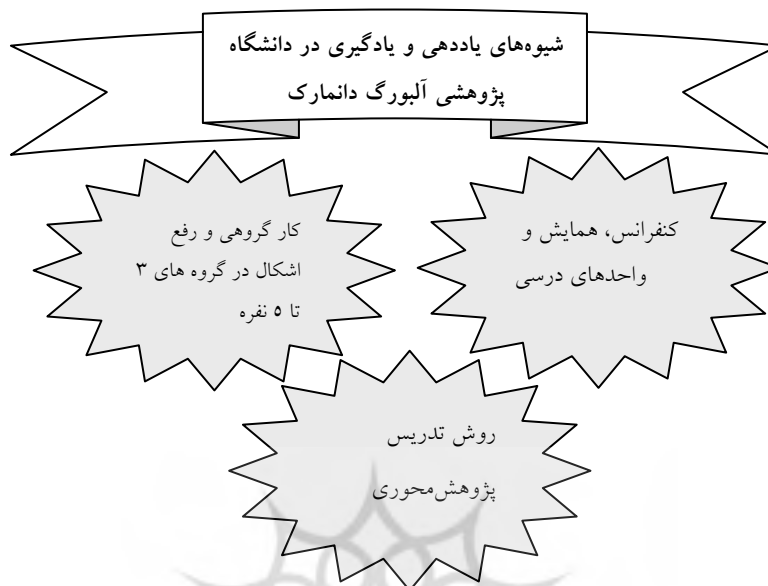 شیوه‌های یاددهی و یادگیری در دانشگاه
پژوهشی آلبورگ دانمارک
کنفرانس، همایش و
واحدهای درسی
کار گروهی و رفع
اشکال در گروه های ۳
تا ۵ نفره
روش تدریس
پژوهش‌محوری